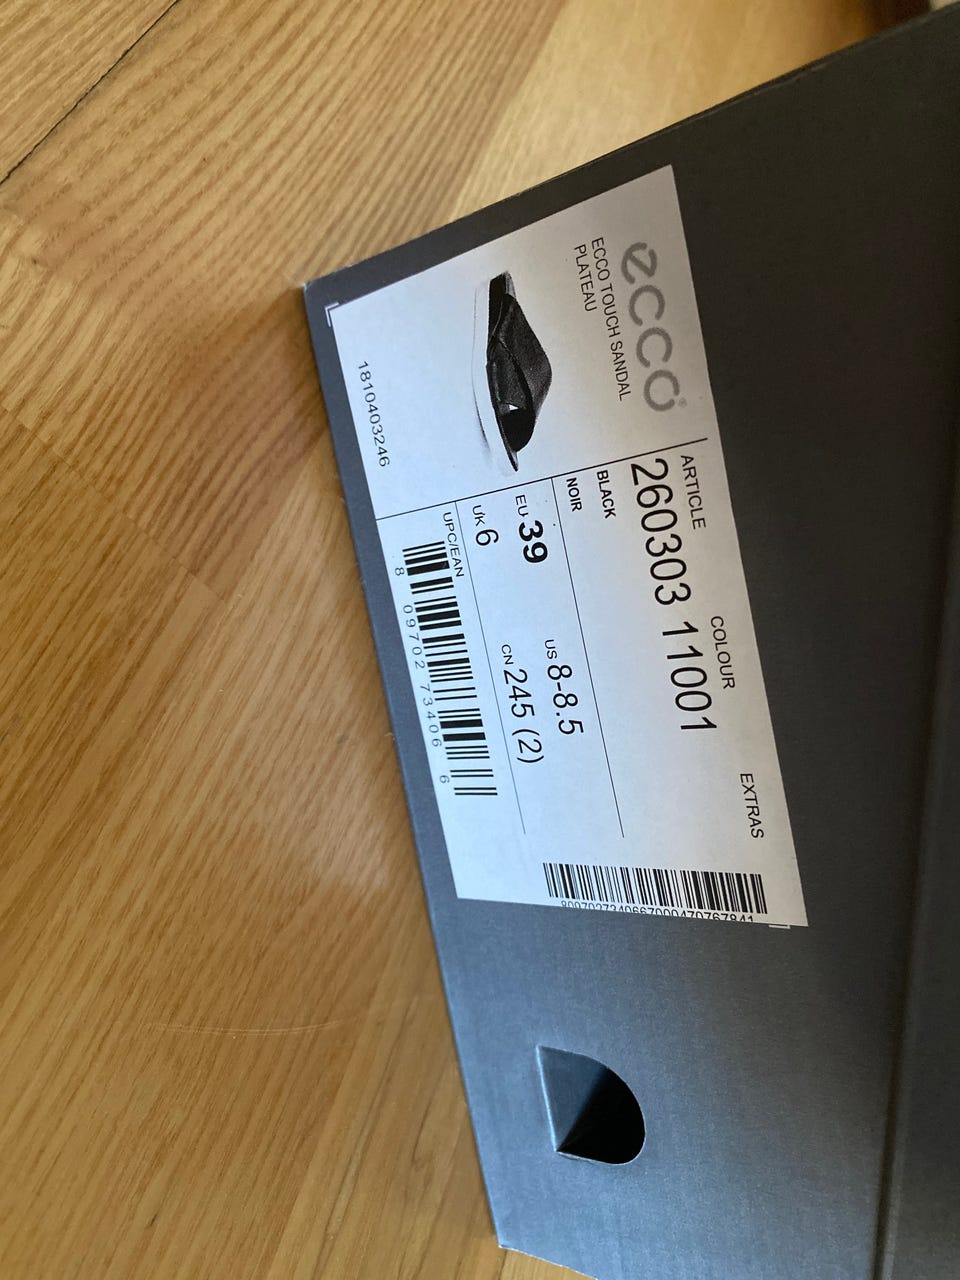 ecco
ECCO TOUCH SANDAL
PLATEAU
1810403246
ARTICLE COLOUR EXTRAS
260303 11001
BLACK
NOIR
EU 39 US 8-8.5
UK 6 CN 245 (2)
UPC/EAN
8 09702 73406 6